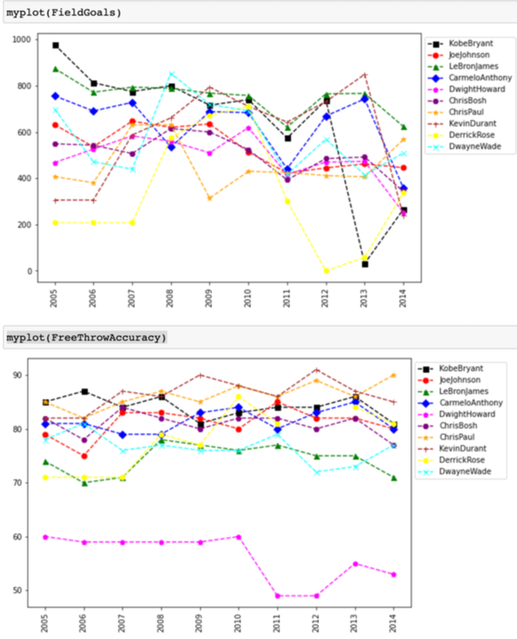 myplot(FieldGoals)
1000
800
600
400
200
0
2005
2006
2007
2008
2009
2010
2011
2012
2013
2014
KobeBryant
JoeJohnson
LeBronJames
CarmeloAnthony
DwightHoward
ChrisBosh
ChrisPaul
KevinDurant
DerrickRose
DwayneWade
myplot(FreeThrowAccuracy)
90
80
70
60
50
2005
2006
2007
2008
2009
2010
2011
2012
2013
2014
KobeBryant
JoeJohnson
LeBronJames
CarmeloAnthony
DwightHoward
ChrisBosh
ChrisPaul
KevinDurant
DerrickRose
DwayneWade